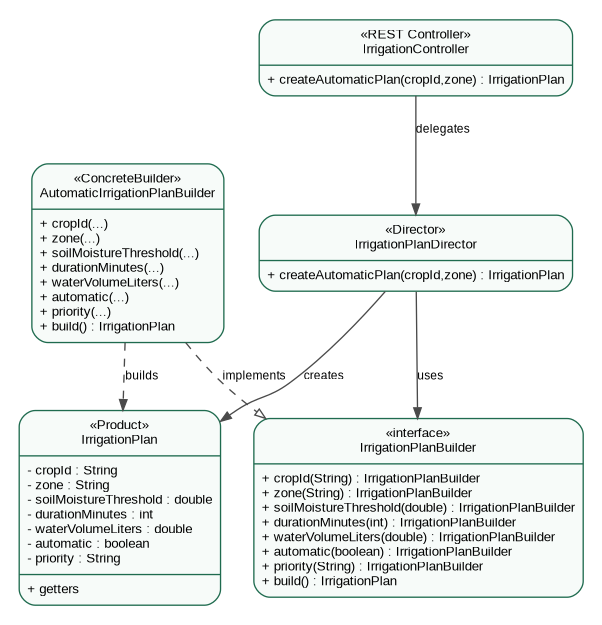 «REST Controller»
IrrigationController
+ createAutomaticPlan(cropId,zone) : IrrigationPlan
delegates
«ConcreteBuilder»
AutomaticIrrigationPlanBuilder
+ cropId(...)
+ zone(...)
+ soilMoistureThreshold(...)
+ durationMinutes(...)
+ waterVolumeLiters(...)
+ automatic(...)
+ priority(...)
+ build() : IrrigationPlan
«Director»
IrrigationPlanDirector
+ createAutomaticPlan(cropId,zone) : IrrigationPlan
builds
implements
creates
uses
«Product»
IrrigationPlan
- cropId : String
- zone : String
- soilMoistureThreshold : double
- durationMinutes : int
- waterVolumeLiters : double
- automatic : boolean
- priority : String
+ getters
«interface»
IrrigationPlanBuilder
+ cropId(String) : IrrigationPlanBuilder
+ zone(String) : IrrigationPlanBuilder
+ soilMoistureThreshold(double) : IrrigationPlanBuilder
+ durationMinutes(int) : IrrigationPlanBuilder
+ waterVolumeLiters(double) : IrrigationPlanBuilder
+ automatic(boolean) : IrrigationPlanBuilder
+ priority(String) : IrrigationPlanBuilder
+ build() : IrrigationPlan